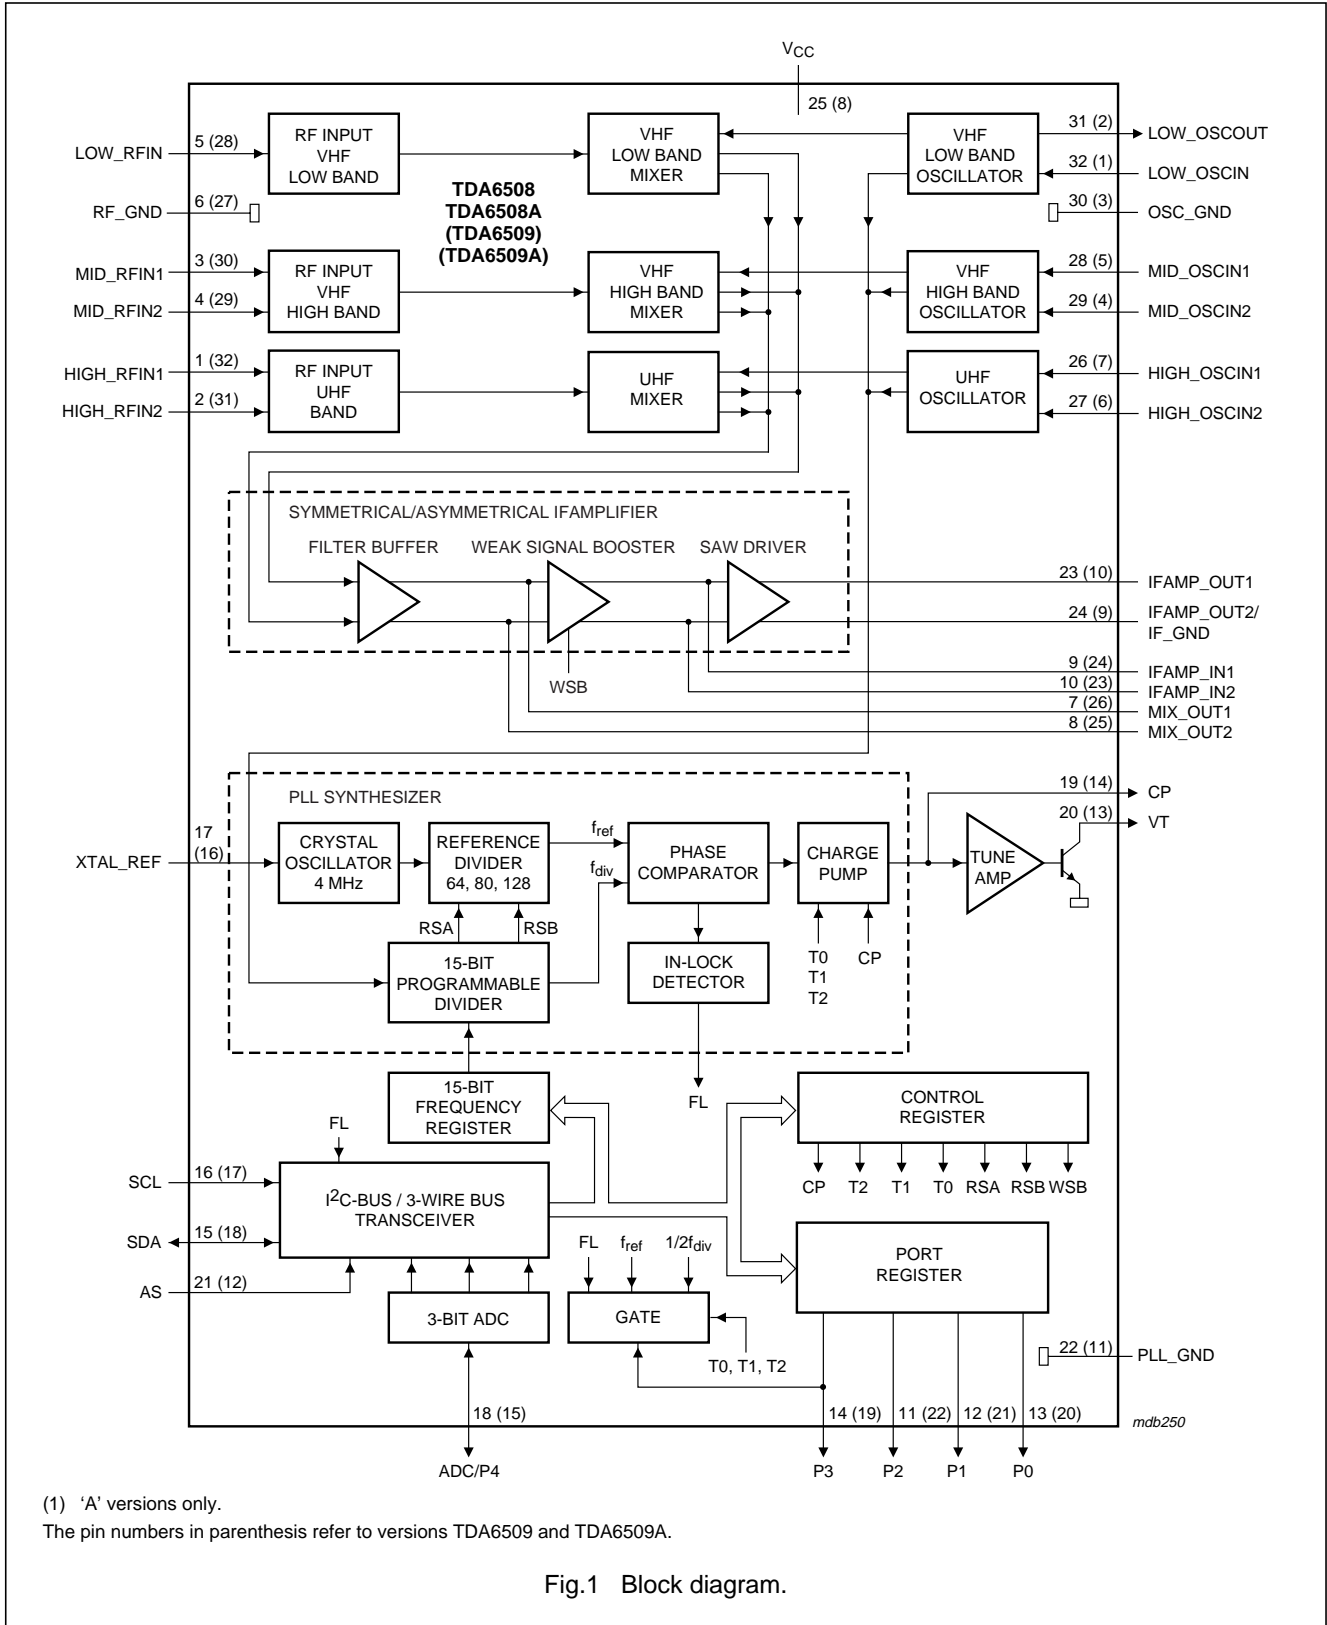 VCC
25 (8)
LOW_RFIN
5 (28)
RF INPUT
VHF
LOW BAND
VHF
LOW BAND
MIXER
VHF
LOW BAND
OSCILLATOR
31 (2)
LOW_OSCOUT
32 (1)
LOW_OSCIN
RF_GND
6 (27)
TDA6508
TDA6508A
(TDA6509)
(TDA6509A)
30 (3)
OSC_GND
MID_RFIN1
3 (30)
MID_RFIN2
4 (29)
RF INPUT
VHF
HIGH BAND
VHF
HIGH BAND
MIXER
VHF
HIGH BAND
OSCILLATOR
28 (5)
MID_OSCIN1
29 (4)
MID_OSCIN2
HIGH_RFIN1
1 (32)
HIGH_RFIN2
2 (31)
RF INPUT
UHF
BAND
UHF
MIXER
UHF
OSCILLATOR
26 (7)
HIGH_OSCIN1
27 (6)
HIGH_OSCIN2
SYMMETRICAL/ASYMMETRICAL IFAMPLIFIER
FILTER BUFFER
WEAK SIGNAL BOOSTER
SAW DRIVER
WSB
23 (10)
IFAMP_OUT1
24 (9)
IFAMP_OUT2/
IF_GND
9 (24)
IFAMP_IN1
10 (23)
IFAMP_IN2
7 (26)
MIX_OUT1
8 (25)
MIX_OUT2
PLL SYNTHESIZER
XTAL_REF
17
(16)
CRYSTAL
OSCILLATOR
4 MHz
REFERENCE
DIVIDER
64, 80, 128
fref
fdiv
PHASE
COMPARATOR
CHARGE
PUMP
TUNE
AMP
19 (14)
CP
20 (13)
VT
RSA
RSB
15-BIT
PROGRAMMABLE
DIVIDER
IN-LOCK
DETECTOR
T0
T1
T2
CP
FL
15-BIT
FREQUENCY
REGISTER
CONTROL
REGISTER
CP
T2
T1
T0
RSA
RSB
WSB
FL
SCL
16 (17)
SDA
15 (18)
AS
21 (12)
I2C-BUS / 3-WIRE BUS
TRANSCEIVER
3-BIT ADC
FL
fref
1/2fdiv
GATE
T0, T1, T2
PORT
REGISTER
22 (11)
PLL_GND
18 (15)
14 (19)
11 (22)
12 (21)
13 (20)
mdb250
ADC/P4
P3
P2
P1
P0
(1) ‘A’ versions only.
The pin numbers in parenthesis refer to versions TDA6509 and TDA6509A.
Fig.1 Block diagram.